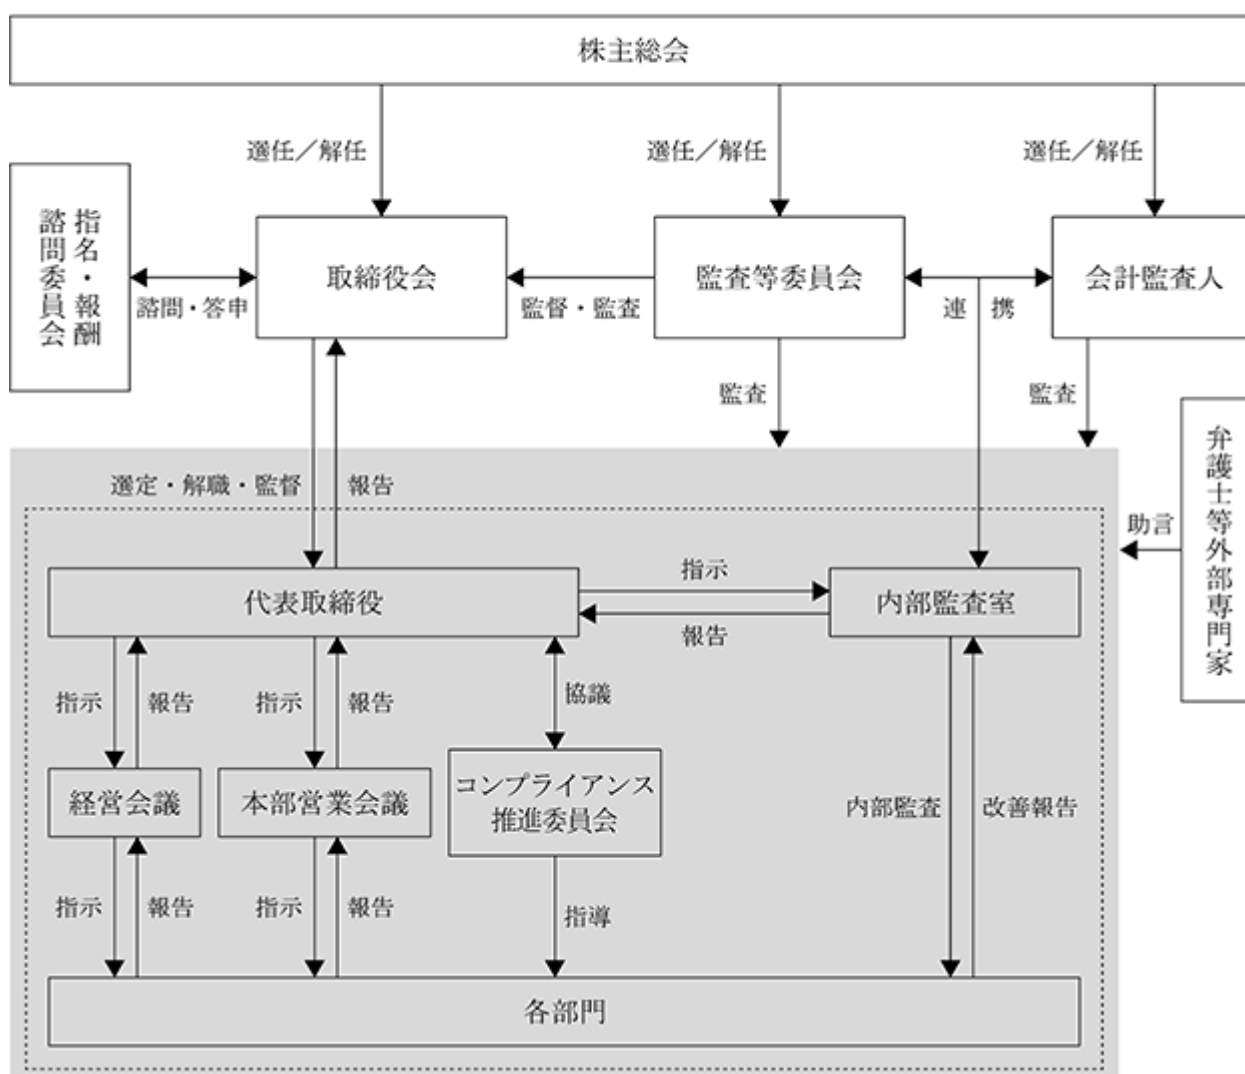 株主総会
選任／解任
選任／解任
選任／解任
指名・報酬
諮問委員会
諮問・答申
取締役会
監督・監査
監査等委員会
連　携
会計監査人
監査
監査
弁護士等外部専門家
助言
選定・解職・監督
報告
代表取締役
指示
報告
内部監査室
指示
報告
指示
報告
協議
経営会議
本部営業会議
コンプライアンス
推進委員会
内部監査
改善報告
指示
報告
指示
報告
指導
各部門